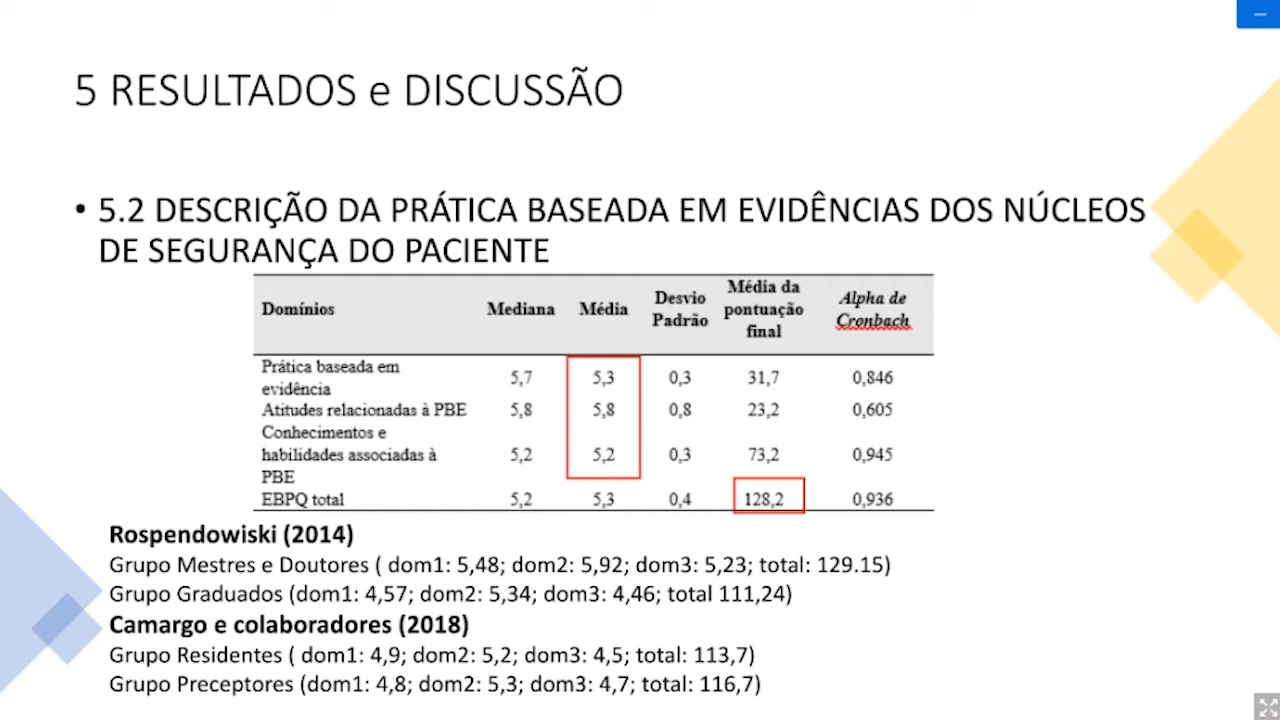 5 RESULTADOS e DISCUSSÃO
• 5.2 DESCRIÇÃO DA PRÁTICA BASEADA EM EVIDÊNCIAS DOS NÚCLEOS
DE SEGURANÇA DO PACIENTE
Domínios Mediana Média Desvio Padrão Média da pontuação final Alpha de Cronbach
Prática baseada em
evidência 5,7 5,3 0,3 31,7 0,846
Atitudes relacionadas à PBE 5,8 5,8 0,8 23,2 0,605
Conhecimentos e
habilidades associadas à 5,2 5,2 0,3 73,2 0,945
PBE
EBPQ total 5,2 5,3 0,4 128,2 0,936
Rospendowiski (2014)
Grupo Mestres e Doutores ( dom1: 5,48; dom2: 5,92; dom3: 5,23; total: 129.15)
Grupo Graduados (dom1: 4,57; dom2: 5,34; dom3: 4,46; total 111,24)
Camargo e colaboradores (2018)
Grupo Residentes ( dom1: 4,9; dom2: 5,2; dom3: 4,5; total: 113,7)
Grupo Preceptores (dom1: 4,8; dom2: 5,3; dom3: 4,7; total: 116,7)